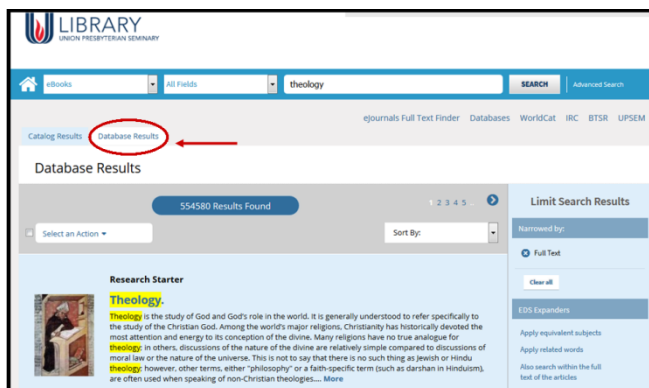 LIBRARY
UNION PRESBYTERIAN SEMINARY
eBooks
All Fields
theology
SEARCH
Advanced Search
eJournals Full Text Finder Databases WorldCat IRC BTSR UPSEM
Catalog Results
Database Results
Database Results
554580 Results Found
1 2 3 4 5 ..
Select an Action
Sort By:
Limit Search Results
Narrowed by:
Full Text
Clear all
EDS Expanders
Apply equivalent subjects
Apply related words
Also search within the full
text of the articles
Research Starter
Theology.
Theology is the study of God and God's role in the world. It is generally understood to refer specifically to
the study of the Christian God. Among the world's major religions, Christianity has historically devoted the
most attention and energy to its conception of the divine. Many religions have no true analogue for
theology; in others, discussions of the nature of the divine are relatively simple compared to discussions of
moral law or the nature of the universe. This is not to say that there is no such thing as Jewish or Hindu
theology; however, other terms, either "philosophy" or a faith-specific term (such as darshan in Hinduism),
are often used when speaking of non-Christian theologies.... More